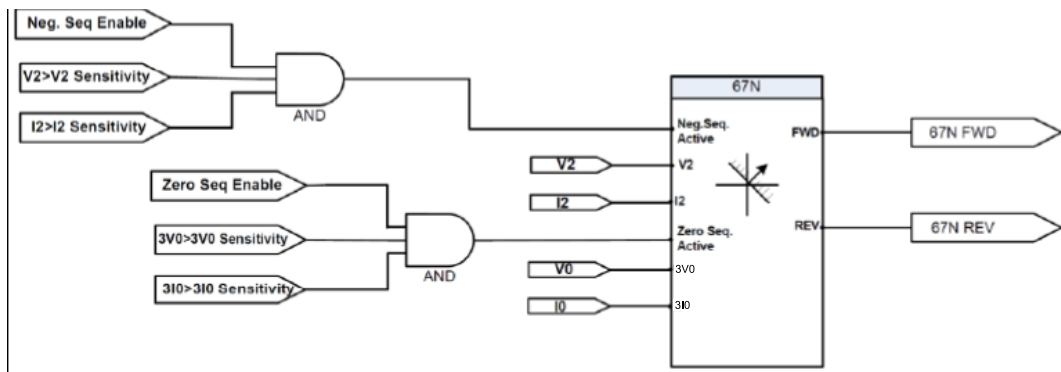 Neg. Seq Enable
V2>V2 Sensitivity
I2>I2 Sensitivity
AND
Zero Seq Enable
3V0>3V0 Sensitivity
3I0>3I0 Sensitivity
AND
V2
I2
V0
I0
67N
Neg.Seq.
Active
V2
I2
Zero Seq.
Active
3V0
3I0
FWD
REV
67N FWD
67N REV